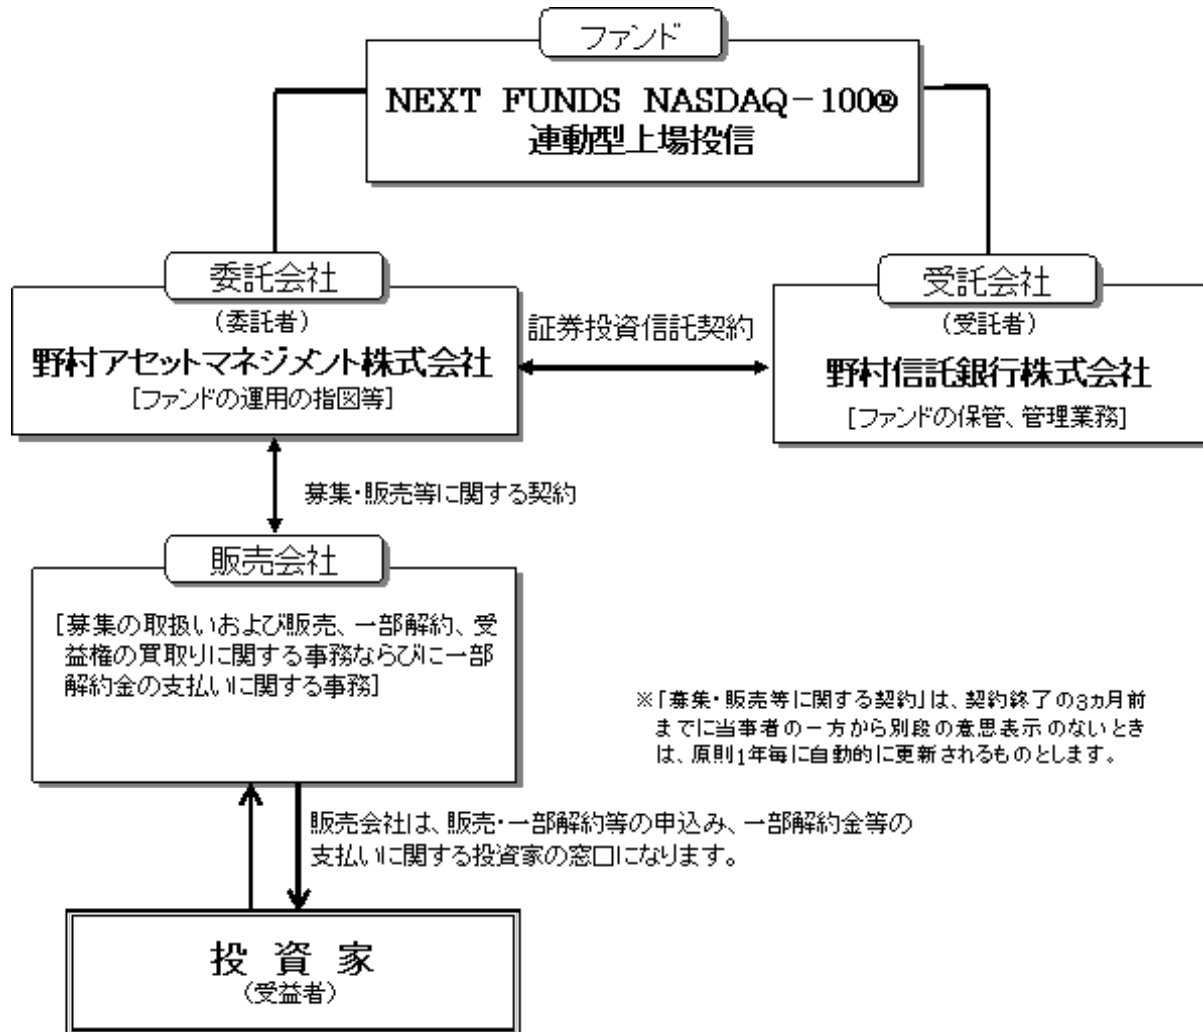 ファンド
NEXT FUNDS NASDAQ－100®
連動型上場投信
委託会社
（委託者）
野村アセットマネジメント株式会社
[ファンドの運用の指図等]
証券投資信託契約
受託会社
（受託者）
野村信託銀行株式会社
[ファンドの保管、管理業務]
募集・販売等に関する契約
販売会社
[募集の取扱いおよび販売、一部解約、受
益権の買取りに関する事務ならびに一部
解約金の支払いに関する事務]
※「募集・販売等に関する契約」は、契約終了の3ヵ月前
までに当事者の一方から別段の意思表示のないとき
は、原則1年毎に自動的に更新されるものとします。
販売会社は、販売・一部解約等の申込み、一部解約金等の
支払いに関する投資家の窓口になります。
投資家
（受益者）